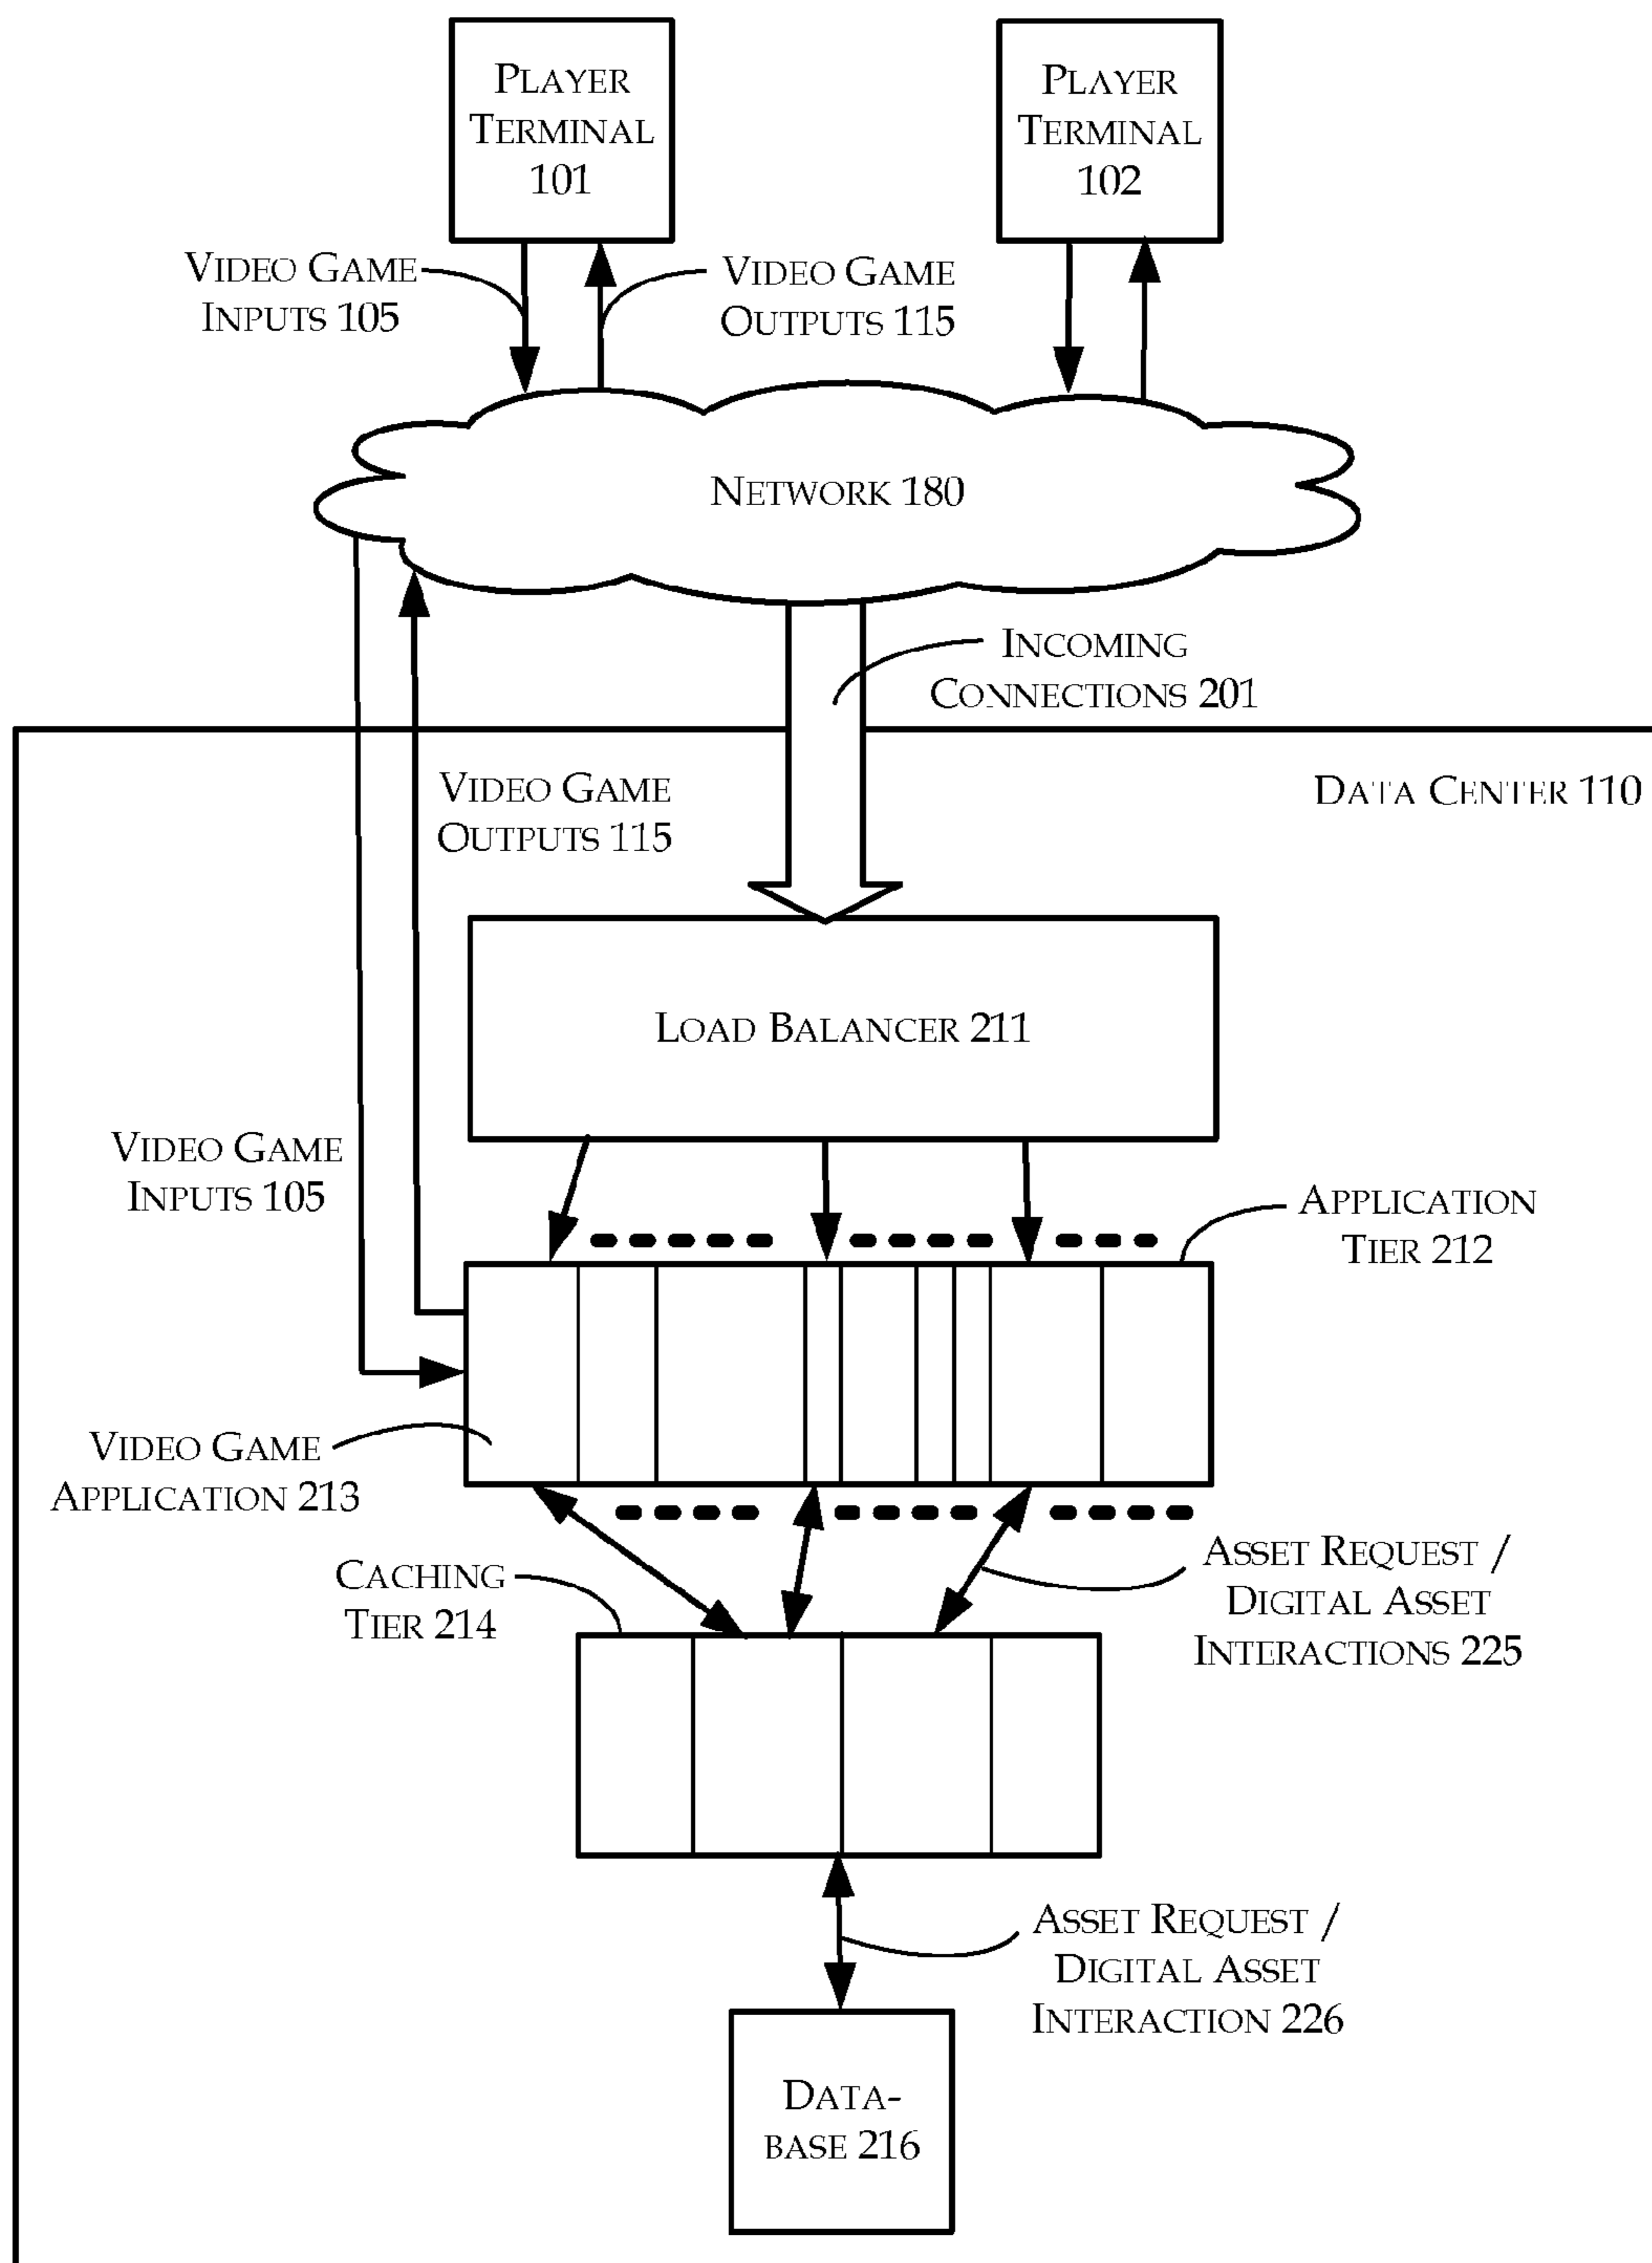 PLAYER
TERMINAL
101
PLAYER
TERMINAL
102
VIDEO GAME
INPUTS 105
VIDEO GAME
OUTPUTS 115
NETWORK 180
INCOMING
CONNECTIONS 201
VIDEO GAME
OUTPUTS 115
DATA CENTER 110
LOAD BALANCER 211
VIDEO GAME
INPUTS 105
APPLICATION
TIER 212
VIDEO GAME
APPLICATION 213
CACHING
TIER 214
ASSET REQUEST /
DIGITAL ASSET
INTERACTIONS 225
ASSET REQUEST /
DIGITAL ASSET
INTERACTION 226
DATA-
BASE 216